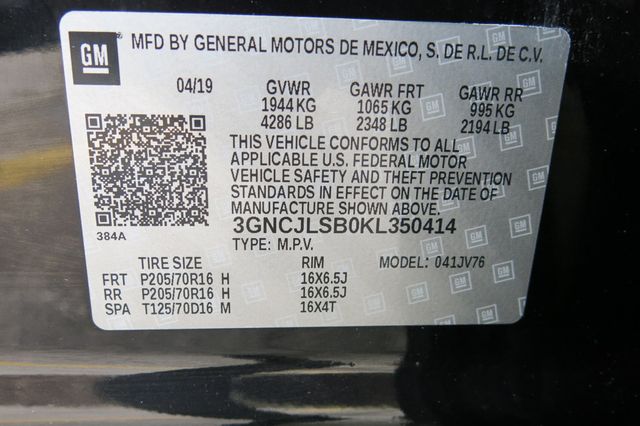 GM MFD BY GENERAL MOTORS DE MEXICO, S. DE R.L. DE C.V.
04/19 GVWR GAWR FRT GAWR RR
1944 KG 1065 KG 995 KG
4286 LB 2348 LB 2194 LB
THIS VEHICLE CONFORMS TO ALL
APPLICABLE U.S. FEDERAL MOTOR
VEHICLE SAFETY AND THEFT PREVENTION
STANDARDS IN EFFECT ON THE DATE OF
MANUFACTURE SHOWN ABOVE.
384A 3GNCJLSB0KL350414
TYPE: M.P.V.
TIRE SIZE RIM MODEL: 041JV76
FRT P205/70R16 H 16X6.5J
RR P205/70R16 H 16X6.5J
SPA T125/70D16 M 16X4T